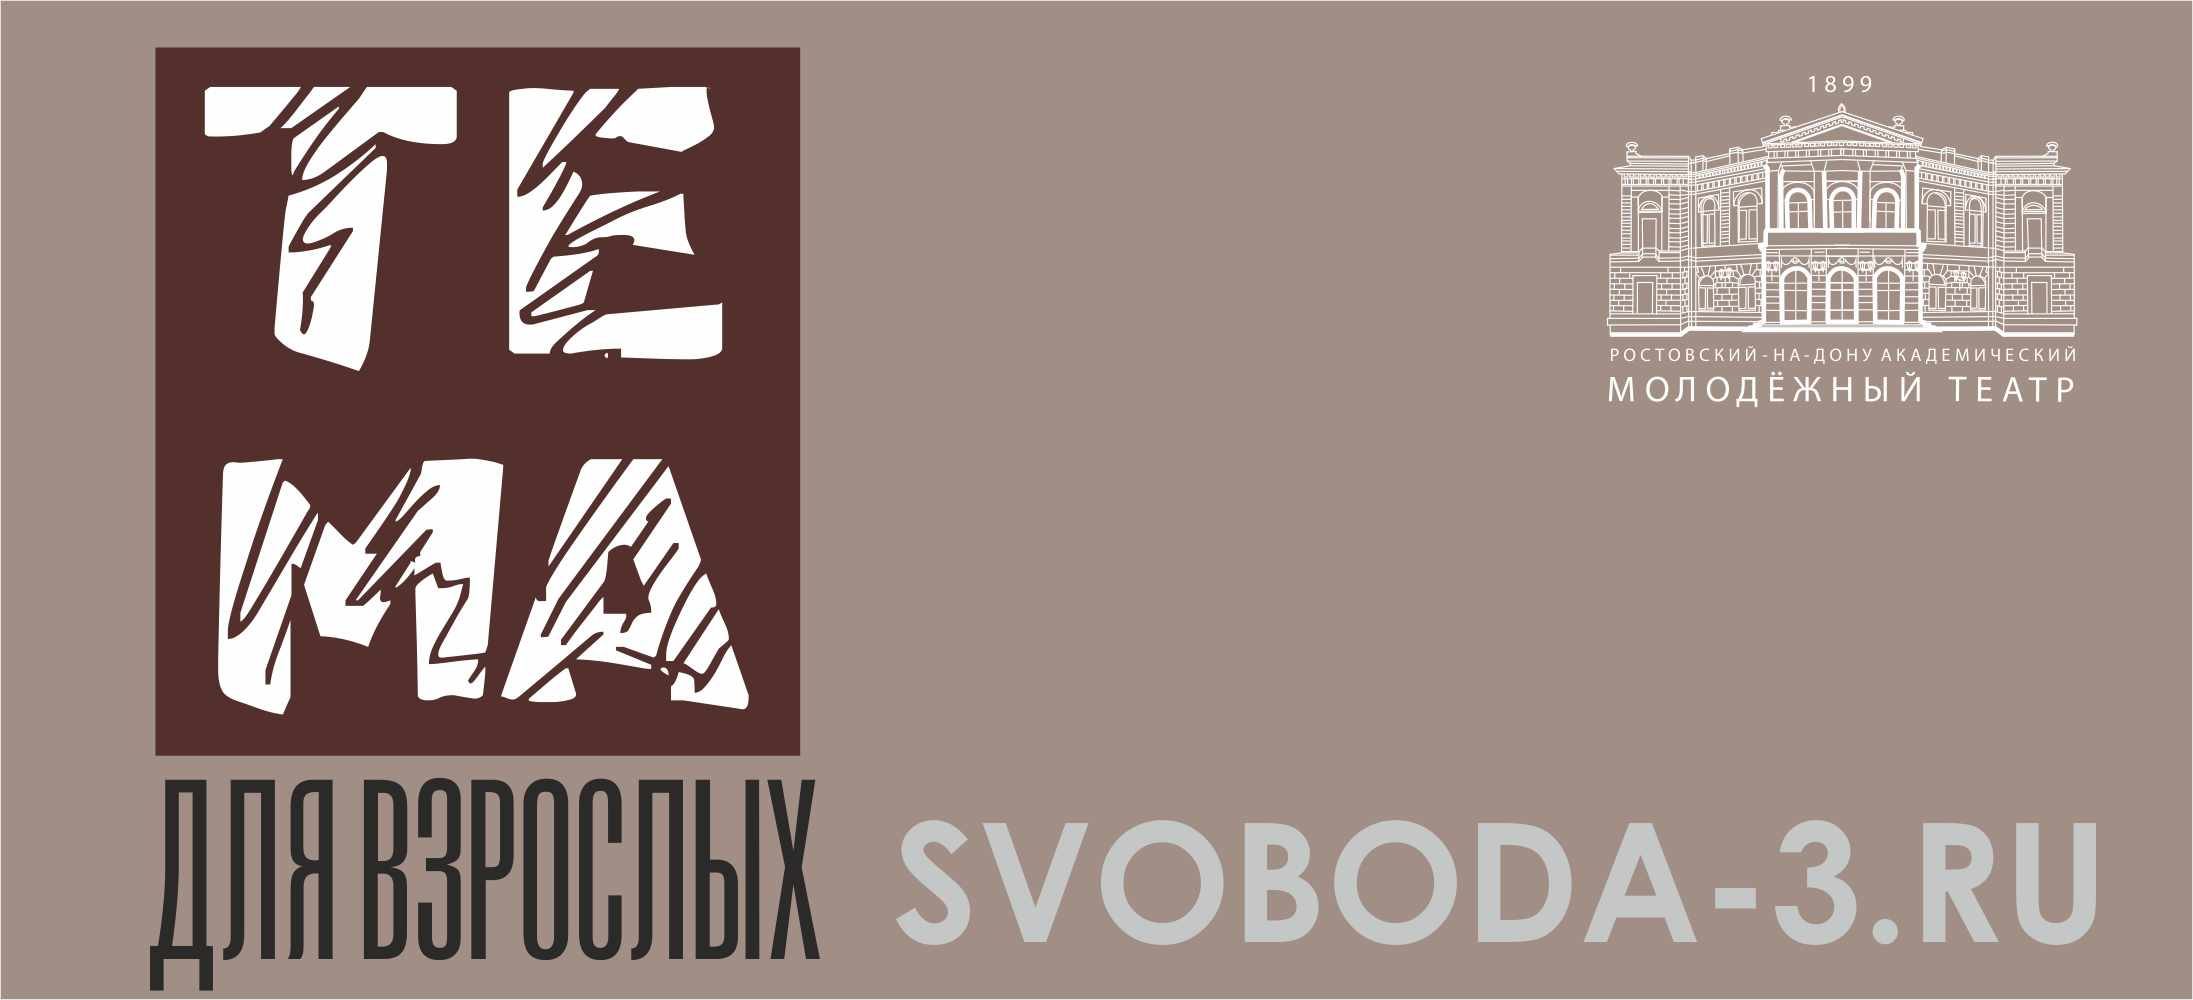 ТЕ
МА
ДЛЯ ВЗРОСЛЫХ
1899
РОСТОВСКИЙ-НА-ДОНУ АКАДЕМИЧЕСКИЙ
МОЛОДЁЖНЫЙ ТЕАТР
SVOBODA-3.RU